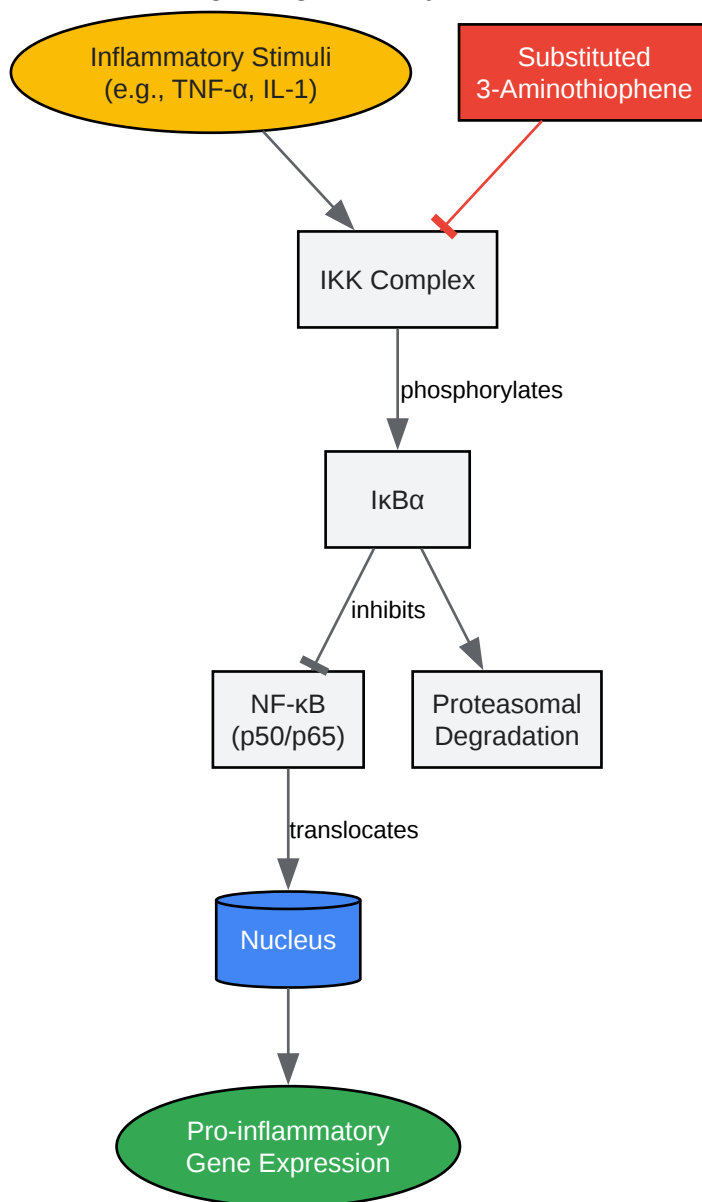 Inflammatory Stimuli
(e.g., TNF-α, IL-1)
Substituted
3-Aminothiophene
IKK Complex
phosphorylates
IκBα
inhibits
NF-κB
(p50/p65)
Proteasomal
Degradation
translocates
Nucleus
Pro-inflammatory
Gene Expression